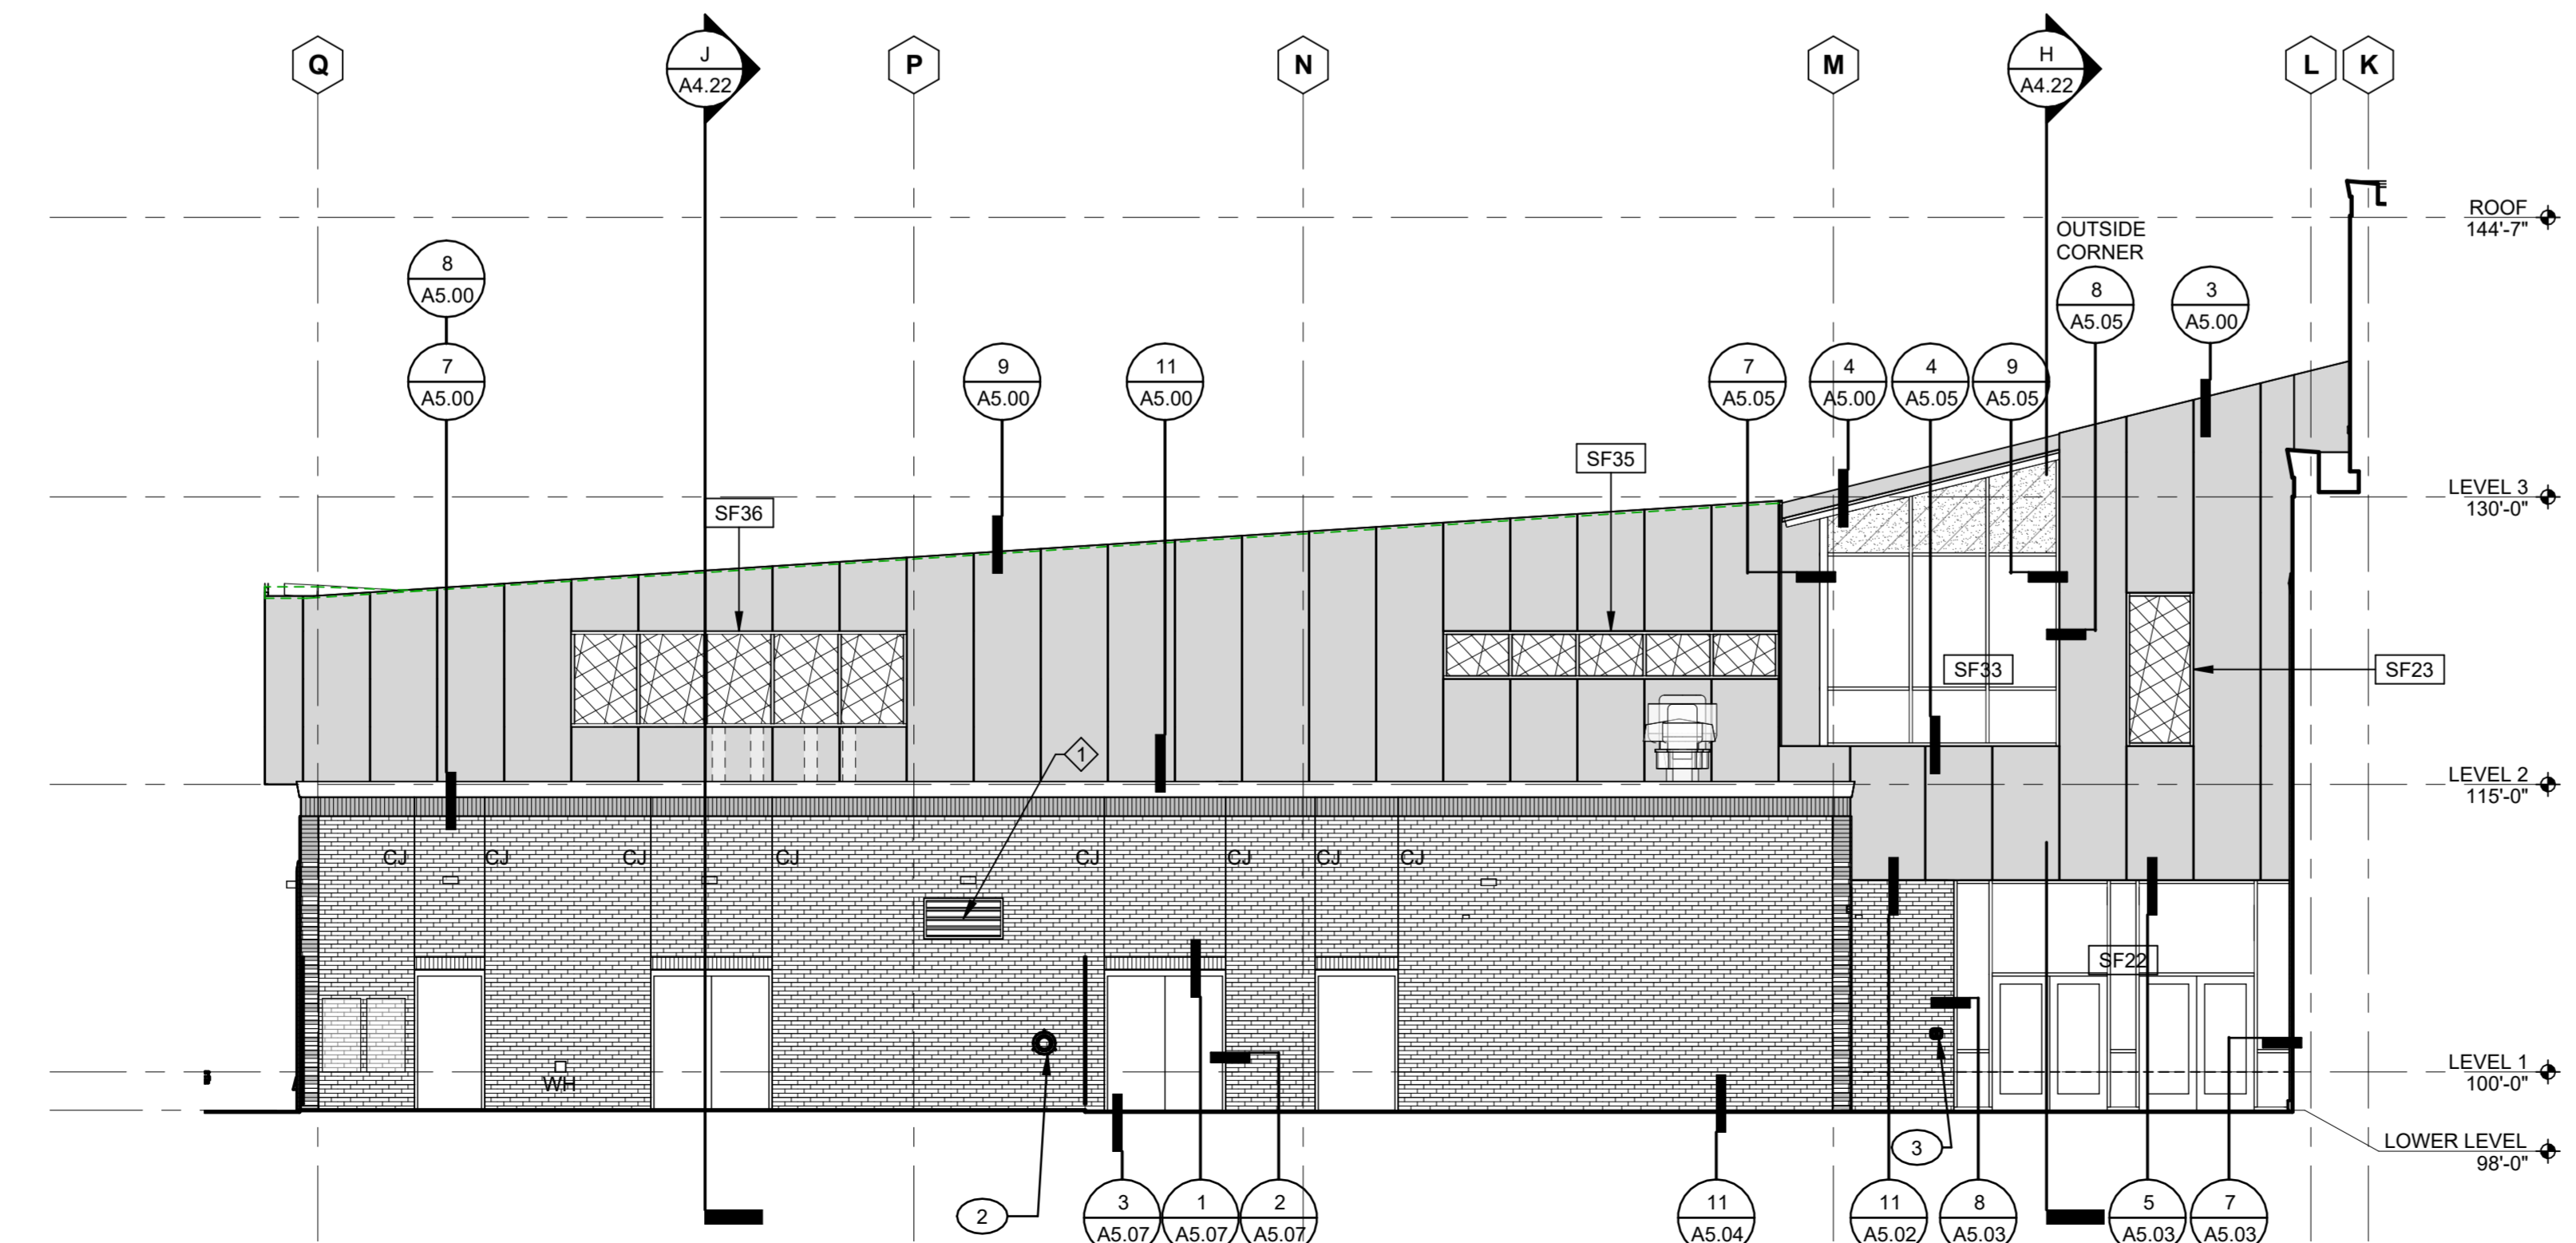 Q
J
A4.22
P
N
M
H
A4.22
L
K
ROOF
144'-7"
OUTSIDE
CORNER
8
A5.00
8
A5.05
3
A5.00
7
A5.00
9
A5.00
11
A5.00
7
A5.05
4
A5.00
4
A5.05
9
A5.05
SF35
LEVEL 3
130'-0"
SF36
SF33
SF23
1
LEVEL 2
115'-0"
CJ
CJ
CJ
CJ
CJ
CJ
CJ
CJ
SF22
WH
LEVEL 1
100'-0"
3
LOWER LEVEL
98'-0"
2
3
A5.07
1
A5.07
2
A5.07
11
A5.04
11
A5.02
8
A5.03
5
A5.03
7
A5.03